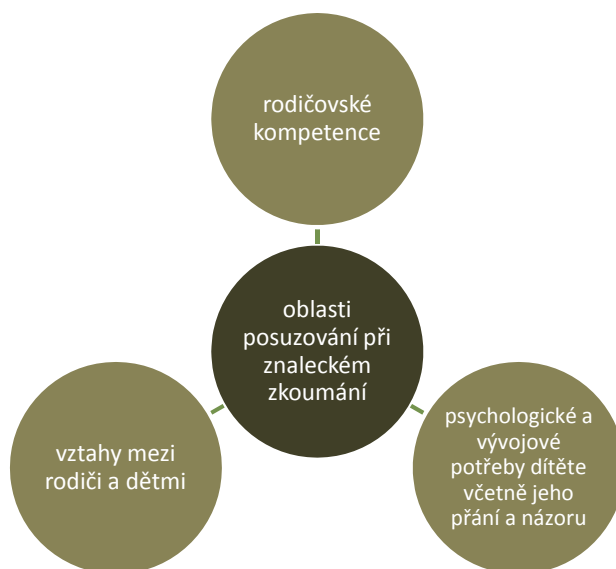 rodičovské
kompetence
oblasti
posuzování při
znaleckém
zkoumání
vztahy mezi
rodiči a dětmi
psychologické a
vývojové
potřeby dítěte
včetně jeho
přání a názoru